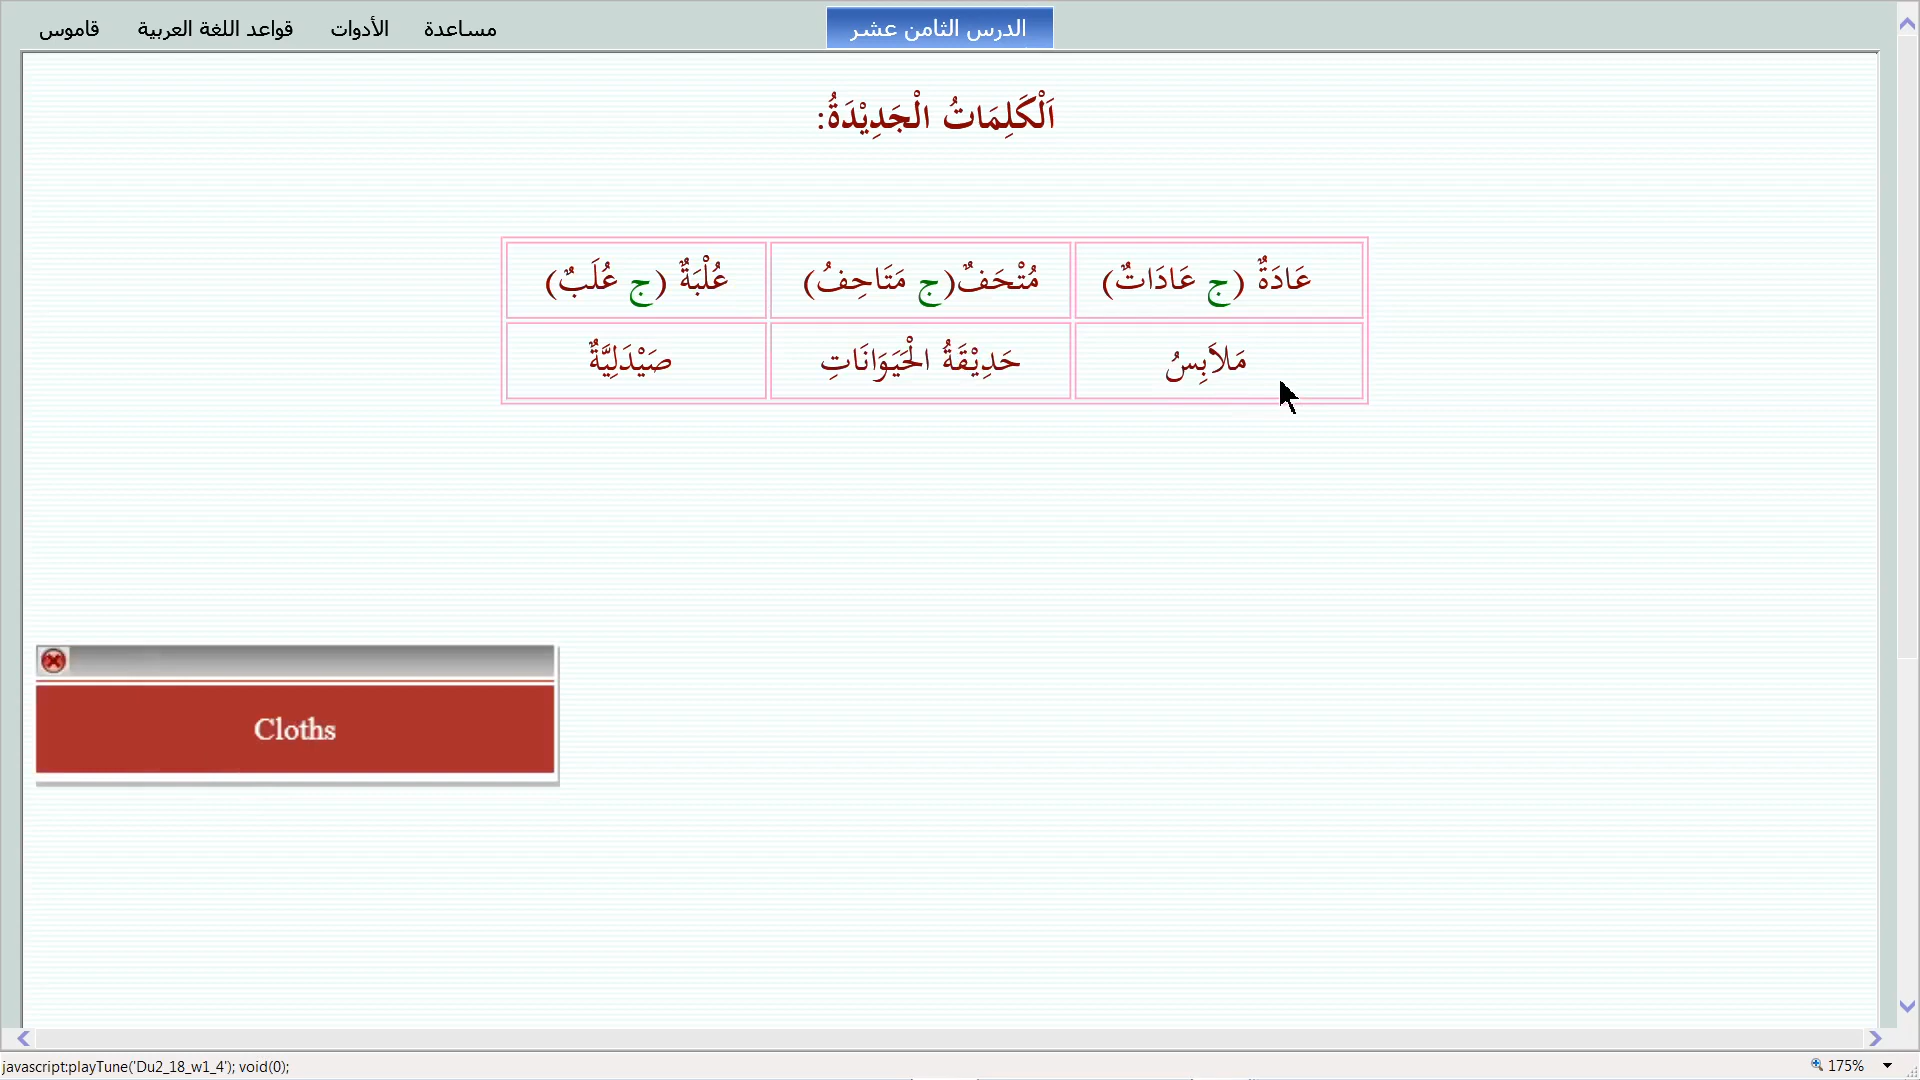 الدرس الثامن عشر
مساعدة الأدوات قواعد اللغة العربية قاموس
اَلْكَلِمَاتُ الْجَدِيْدَةُ:
عَادَةٌ (ج عَادَاتٌ) مُتْحَفٌ (ج مَتَاحِفُ) عُلْبَةٌ (ج عُلَبٌ)
مَلاَبِسُ حَدِيْقَةُ الْحَيَوَانَاتِ صَيْدَلِيَّةٌ
Cloths
javascript:playTune('Du2_18_w1_4'); void(0);
175%